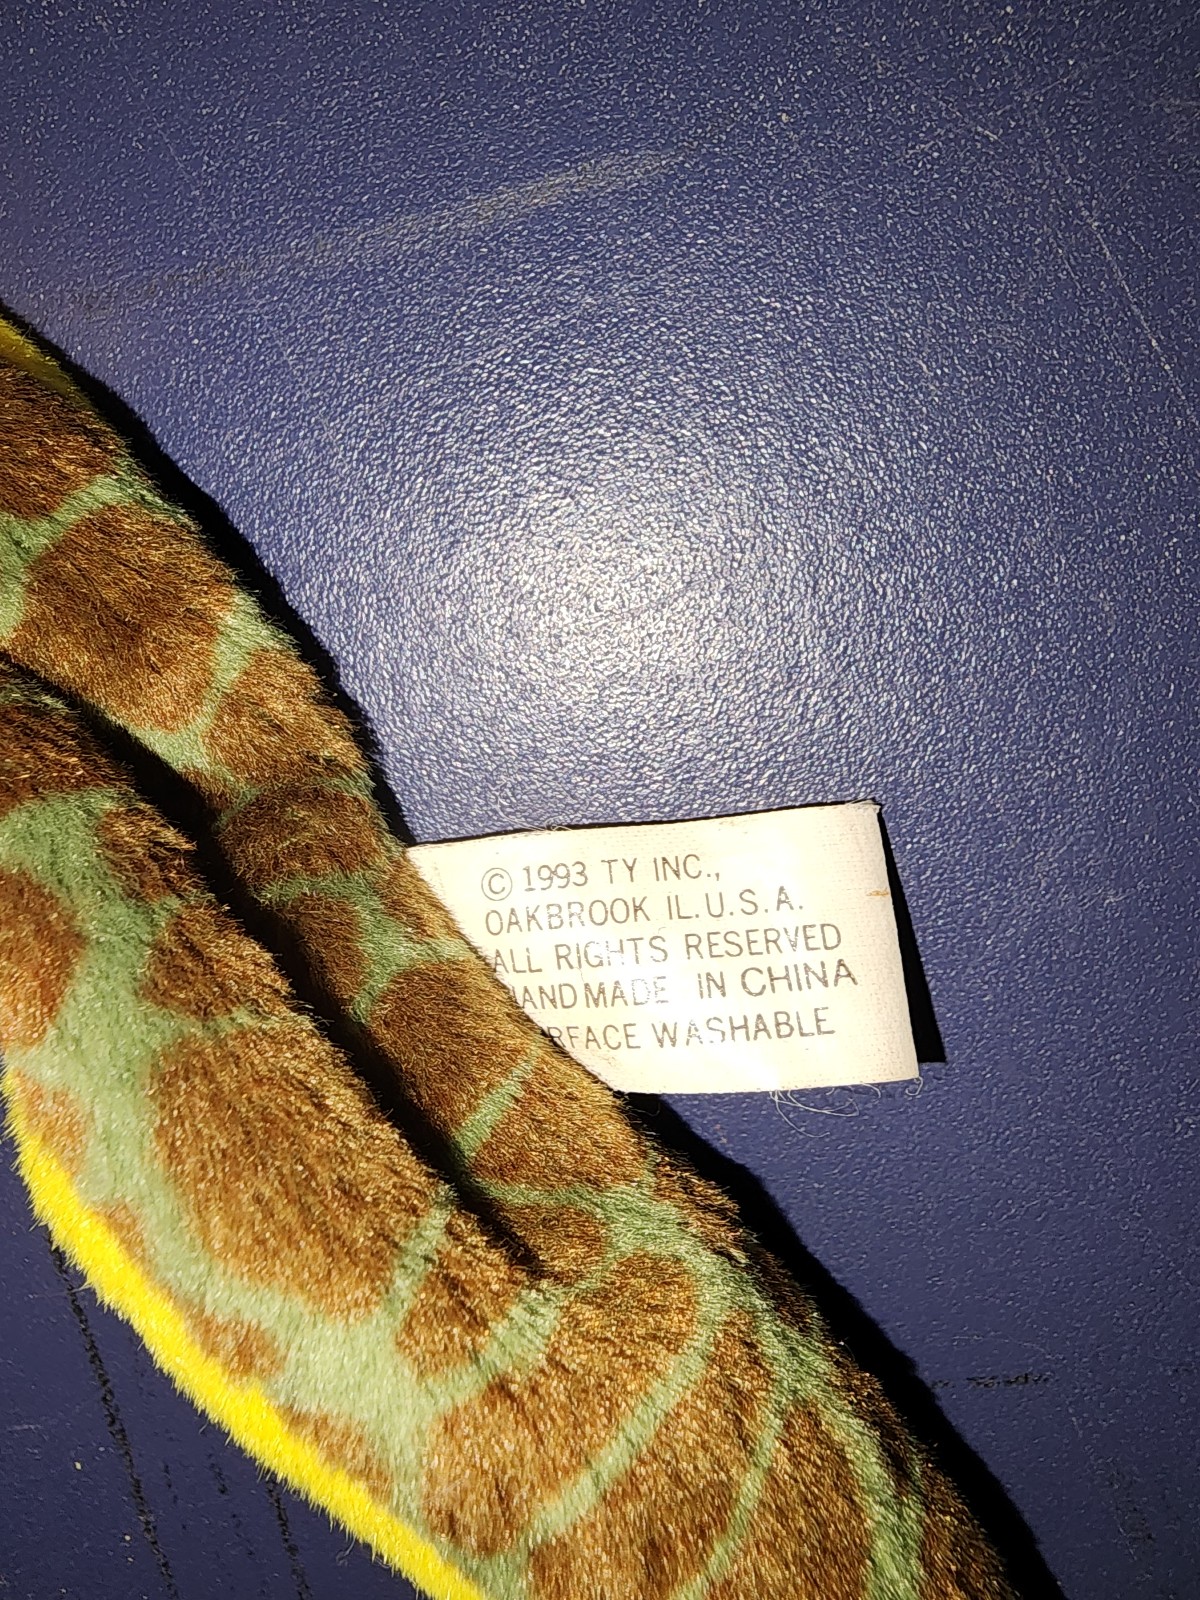 © 1993 TY INC.,
OAKBROOK IL.U.S.A.
ALL RIGHTS RESERVED
HANDMADE IN CHINA
WASHABLE